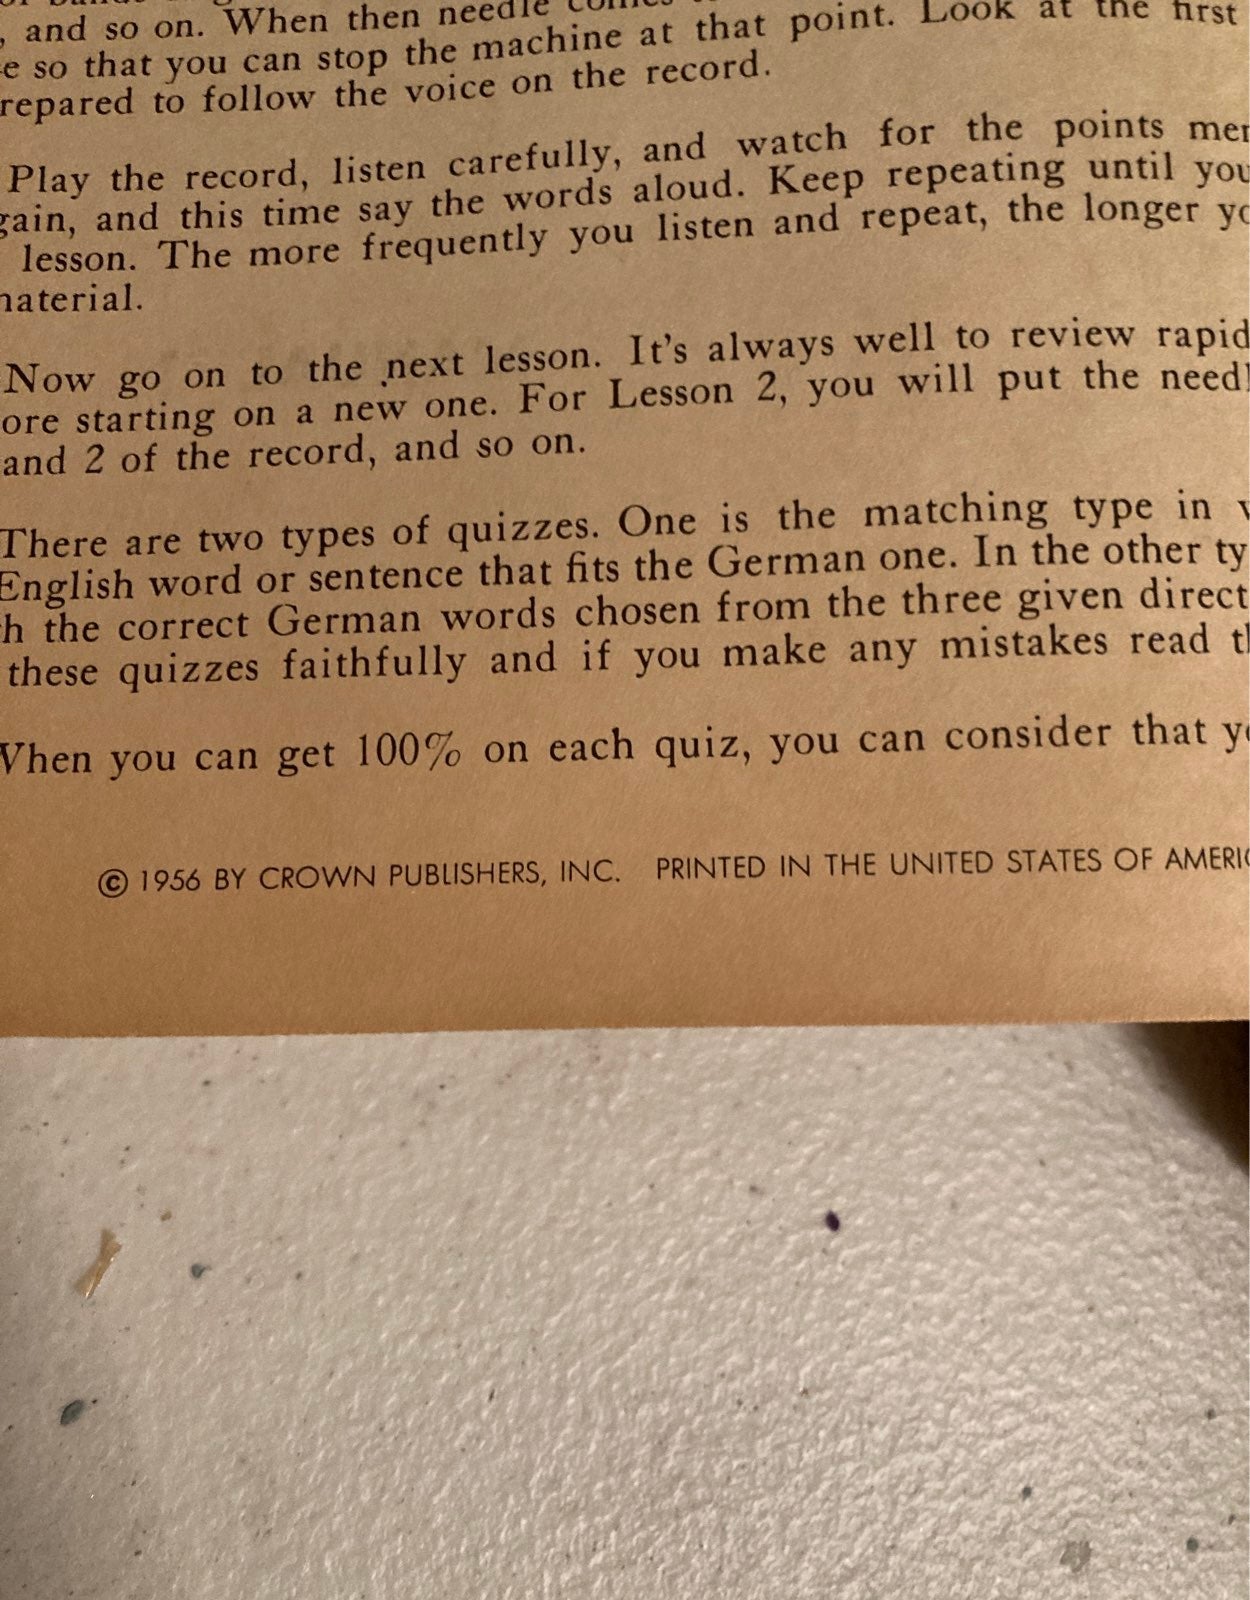 , and so on. When then needle
so that you can stop the machine at that point. Look at the first
repared to follow the voice on the record.
Play the record, listen carefully, and watch for the points
gain, and this time say the words aloud. Keep repeating until you
lesson. The more frequently you listen and repeat, the longer
naterial.
Now go on to the next lesson. It's always well to review rapid
ore starting on a new one. For Lesson 2, you will put the needl
and 2 of the record, and so on.
There are two types of quizzes. One is the matching type in
English word or sentence that fits the German one. In the other ty
h the correct German words chosen from the three given direct
these quizzes faithfully and if you make any mistakes read
When you can get 100% on each quiz, you can consider that
© 1956 BY CROWN PUBLISHERS, INC. PRINTED IN THE UNITED STATES OF AMERIC